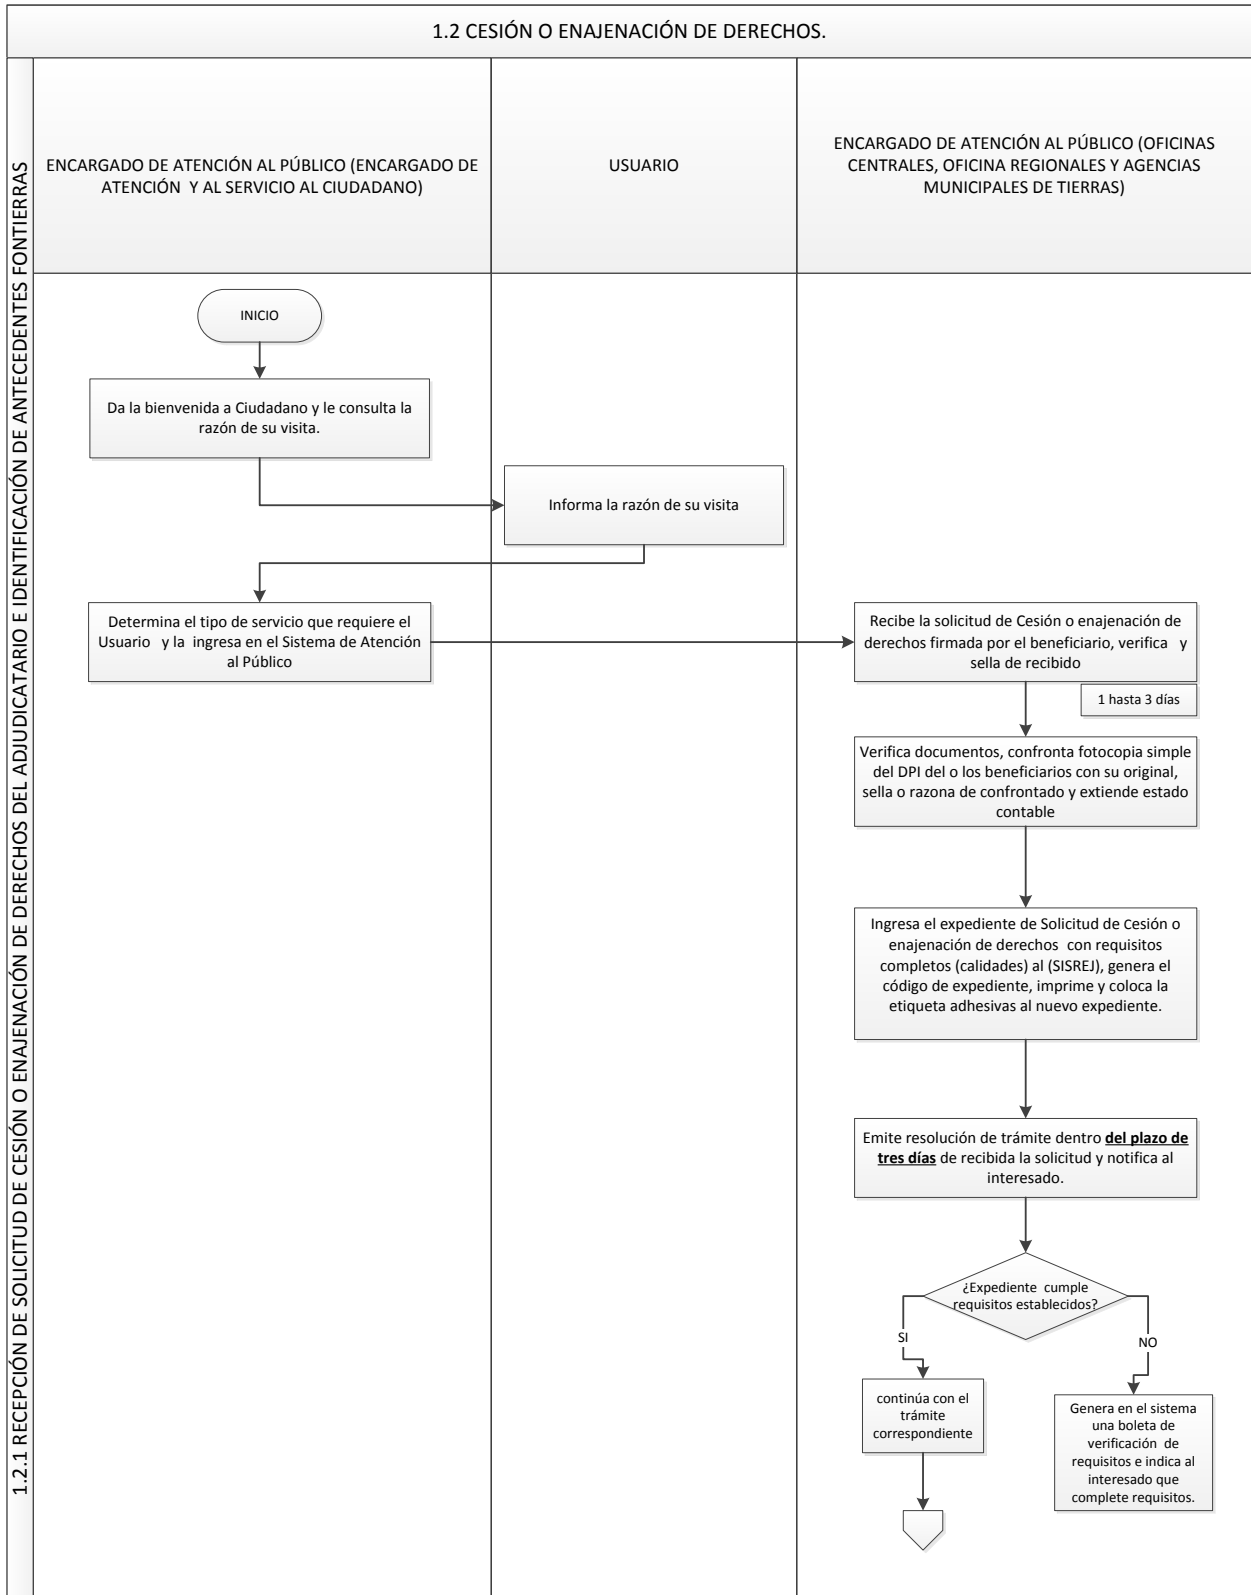 1.2 CESIÓN O ENAJENACIÓN DE DERECHOS.
1.2.1 RECEPCIÓN DE SOLICITUD DE CESIÓN O ENAJENACIÓN DE DERECHOS DEL ADJUDICATARIO E IDENTIFICACIÓN DE ANTECEDENTES FONTIERRAS
ENCARGADO DE ATENCIÓN AL PÚBLICO (ENCARGADO DE
ATENCIÓN Y AL SERVICIO AL CIUDADANO)
USUARIO
ENCARGADO DE ATENCIÓN AL PÚBLICO (OFICINAS
CENTRALES, OFICINA REGIONALES Y AGENCIAS
MUNICIPALES DE TIERRAS)
INICIO
Da la bienvenida a Ciudadano y le consulta la
razón de su visita.
Informa la razón de su visita
Determina el tipo de servicio que requiere el
Usuario y la ingresa en el Sistema de Atención
al Público
Recibe la solicitud de Cesión o enajenación de
derechos firmada por el beneficiario, verifica y
sella de recibido
1 hasta 3 días
Verifica documentos, confronta fotocopia simple
del DPI del o los beneficiarios con su original,
sella o razona de confrontado y extiende estado
contable
Ingresa el expediente de Solicitud de Cesión o
enajenación de derechos con requisitos
completos (calidades) al (SISREJ), genera el
código de expediente, imprime y coloca la
etiqueta adhesivas al nuevo expediente.
Emite resolución de trámite dentro del plazo de
tres días de recibida la solicitud y notifica al
interesado.
¿Expediente cumple
requisitos establecidos?
SI
NO
continúa con el
trámite
correspondiente
Genera en el sistema
una boleta de
verificación de
requisitos e indica al
interesado que
complete requisitos.